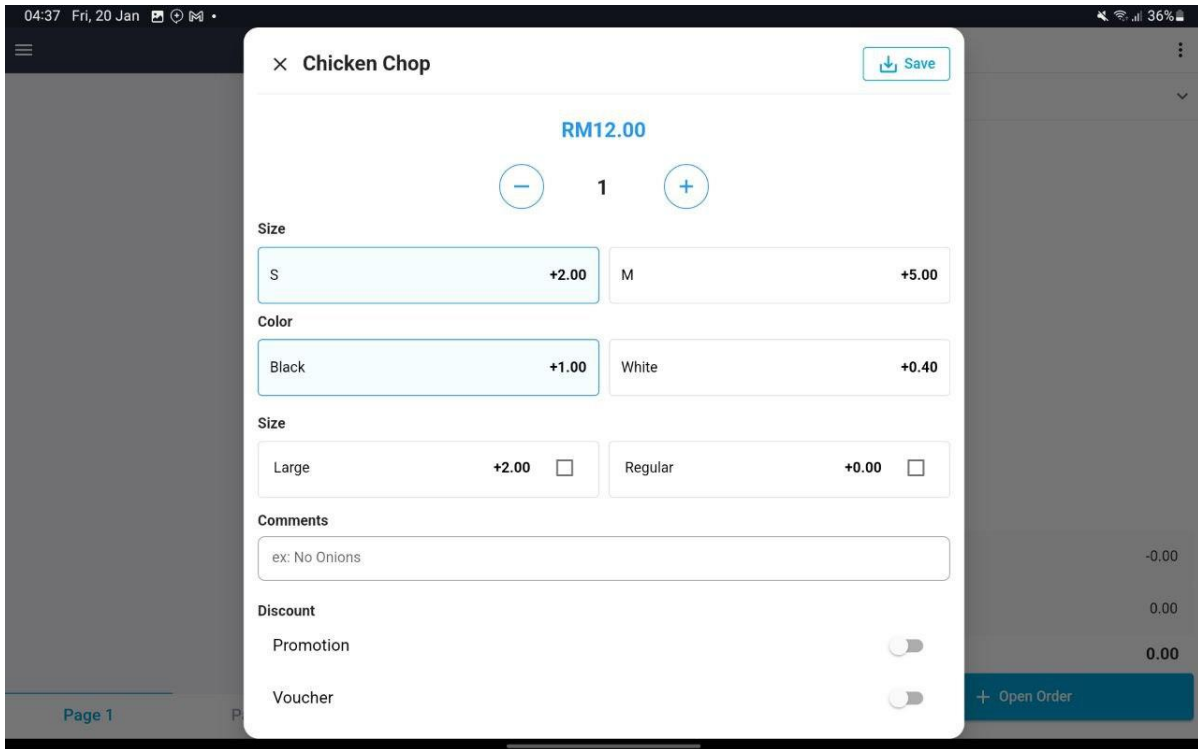 04:37 Fri, 20 Jan
36%
Chicken Chop
Save
RM12.00
1
Size
S +2.00 M +5.00
Color
Black +1.00 White +0.40
Size
Large +2.00 Regular +0.00
Comments
ex: No Onions
-0.00
Discount
0.00
Promotion
0.00
Voucher
+ Open Order
Page 1 P